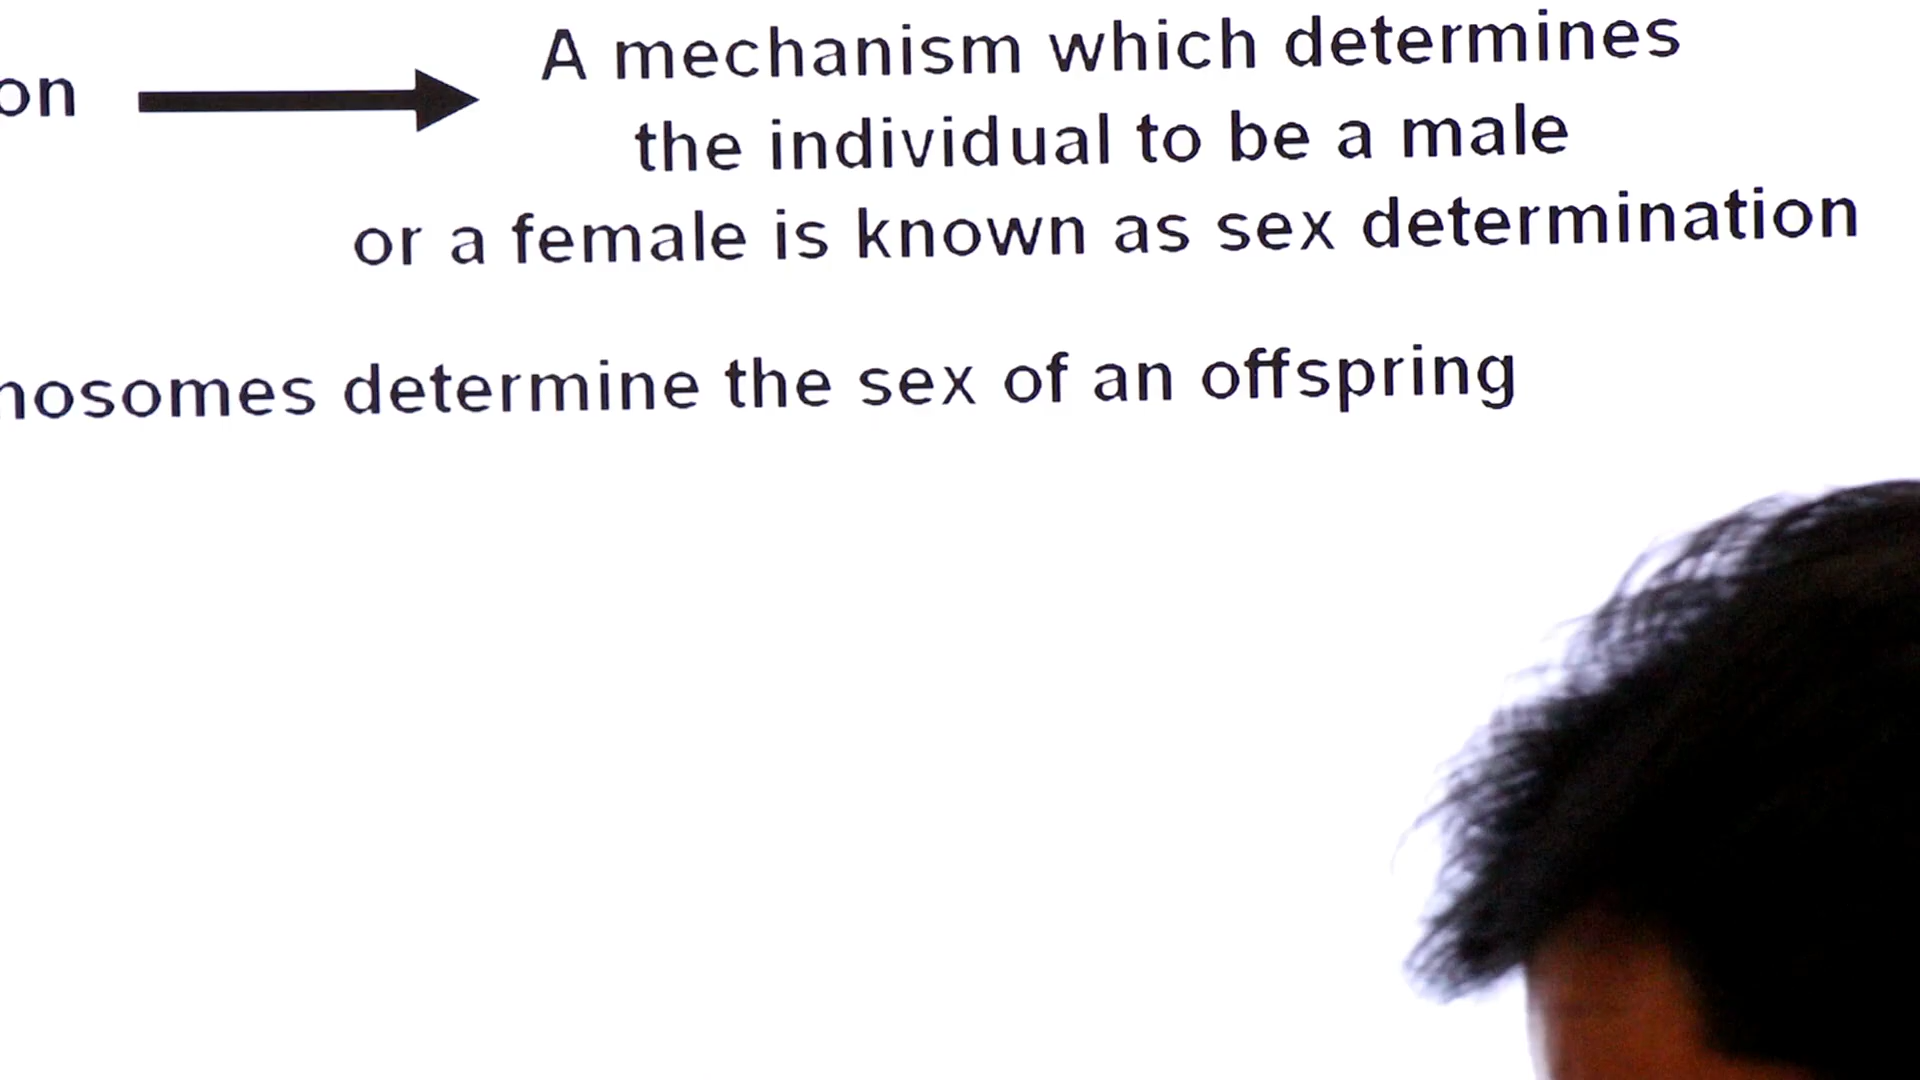 on
A mechanism which determines
the individual to be a male
or a female is known as sex determination
determine the sex of an offspring